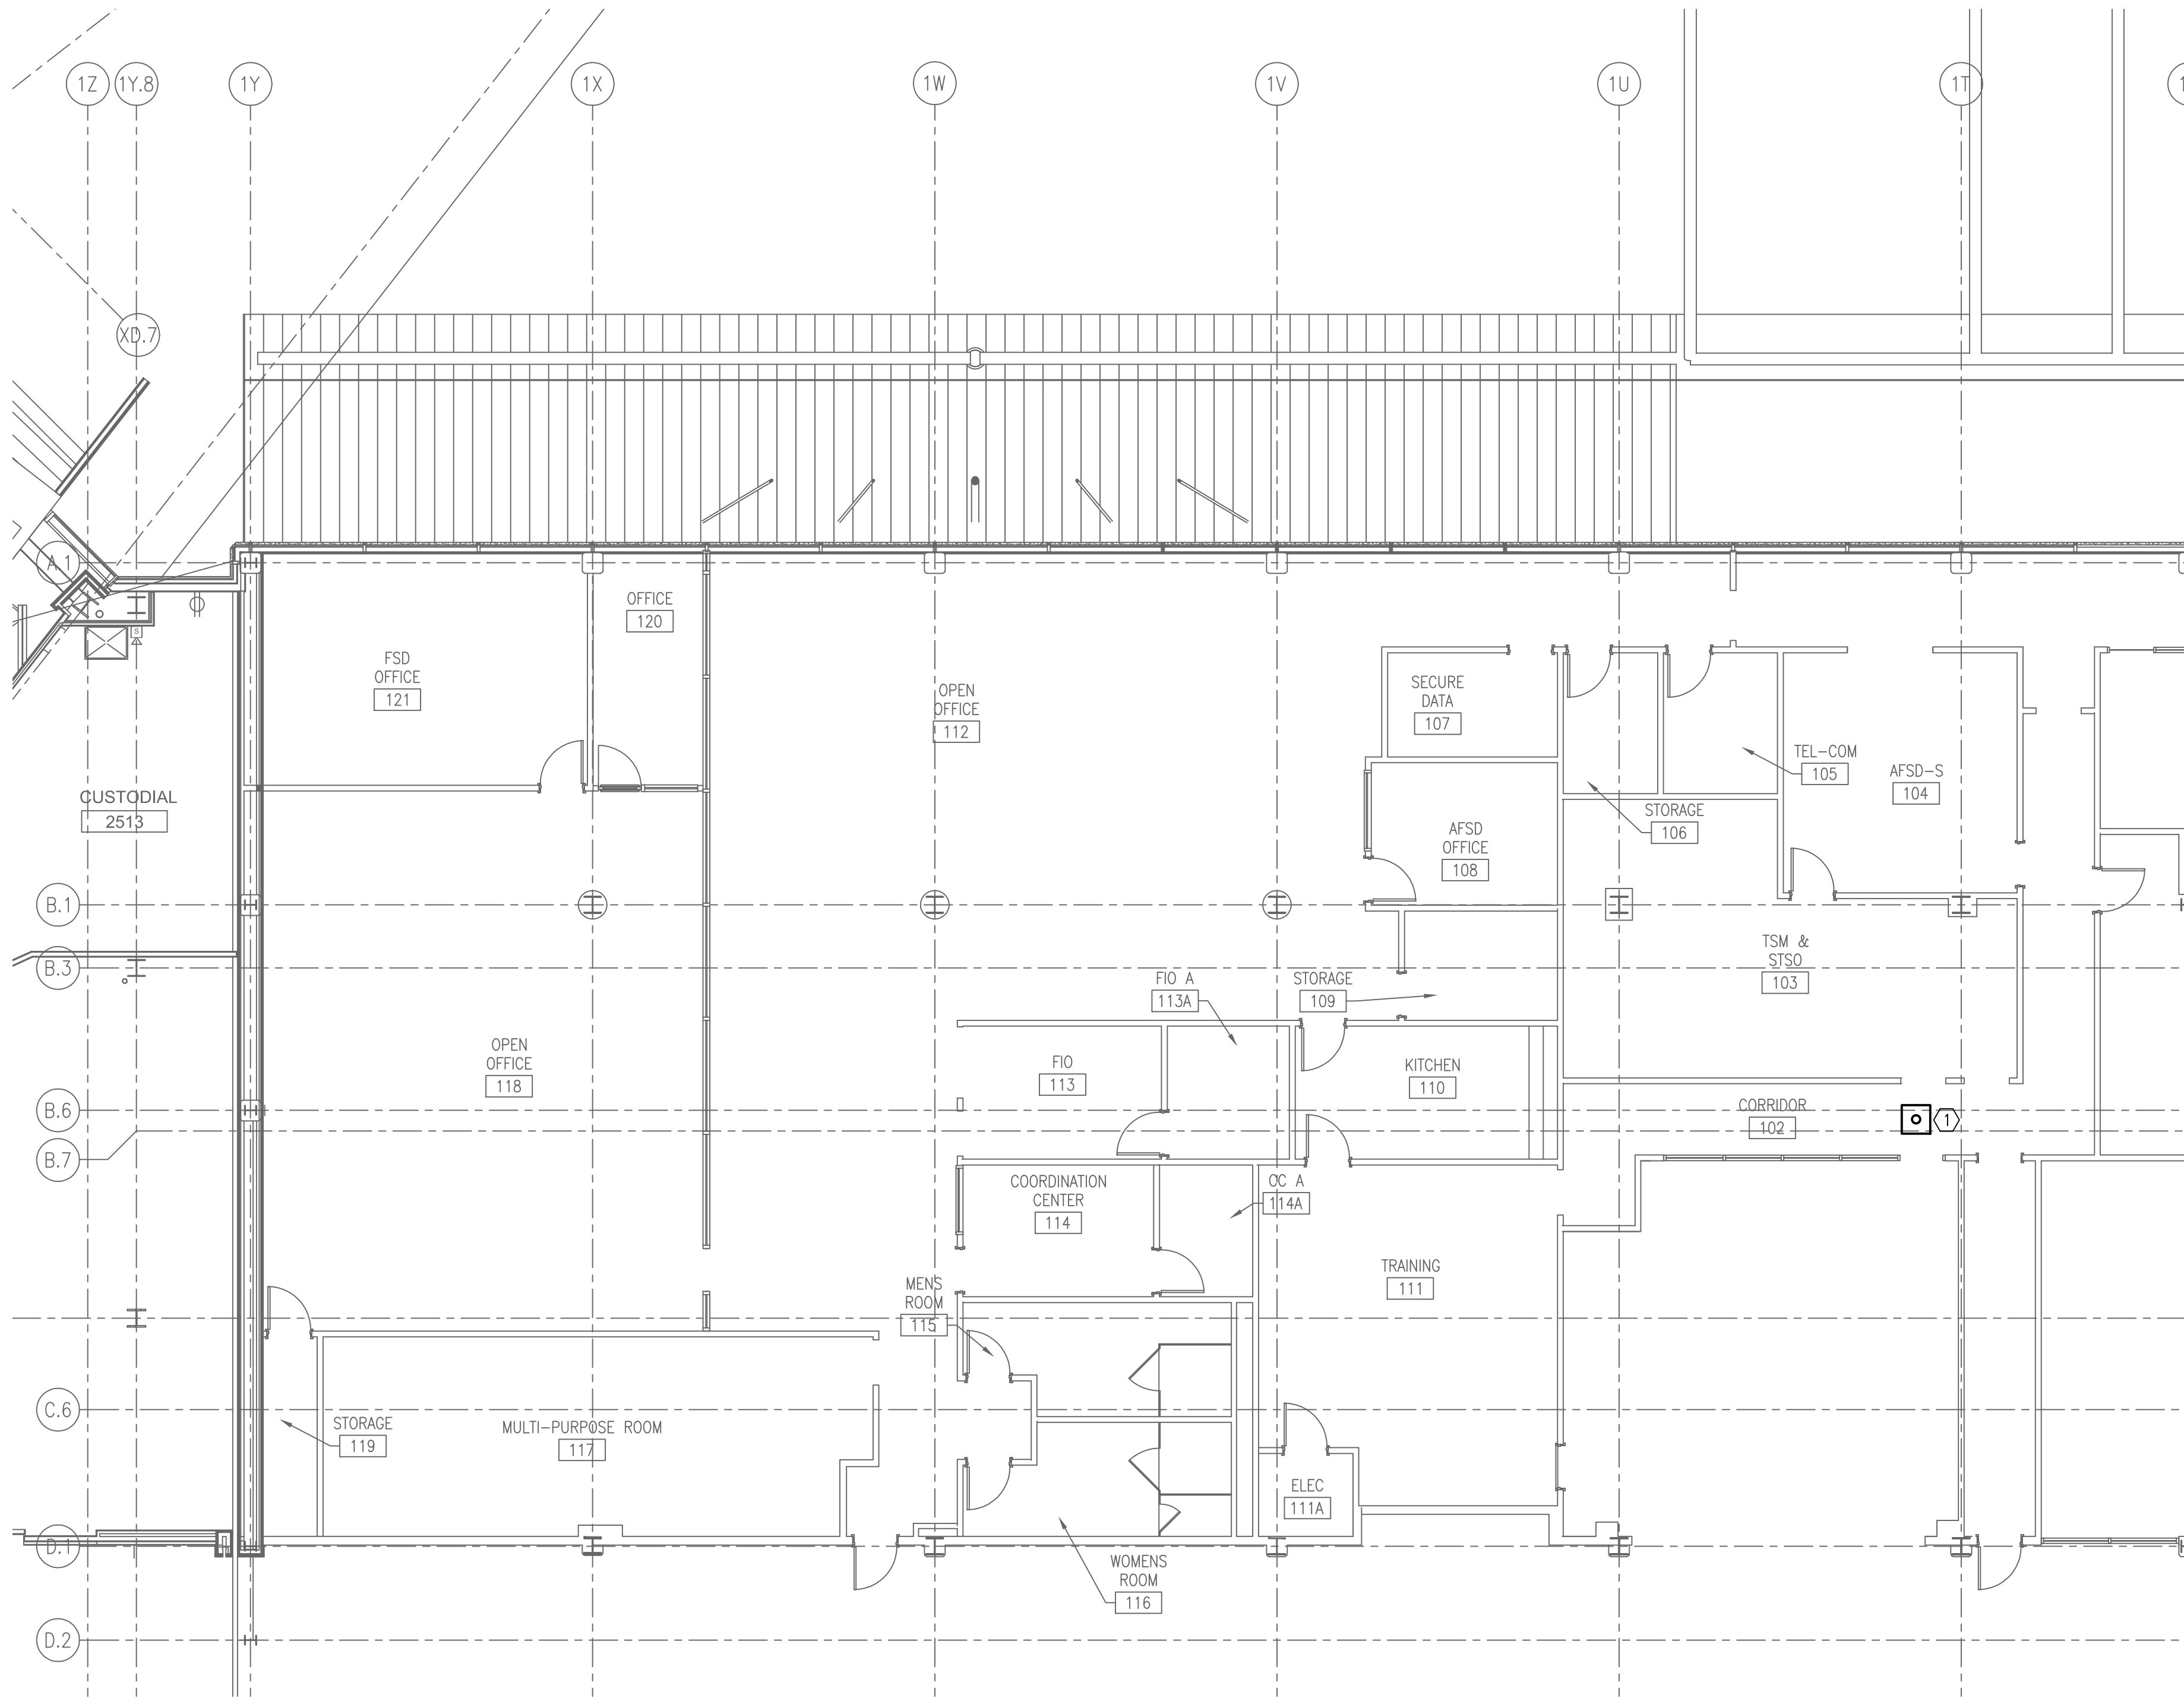 1Z
1Y.8
1Y
1X
1W
1V
1U
1T
XD.7
A.1
S
OFFICE
120
FSD
OFFICE
121
OPEN
OFFICE
112
SECURE
DATA
107
TEL-COM
105
AFSD-S
104
CUSTODIAL
2513
STORAGE
106
AFSD
OFFICE
108
B.1
TSM &
STSO
103
B.3
FIO A
113A
STORAGE
109
OPEN
OFFICE
118
FIO
113
KITCHEN
110
B.6
CORRIDOR
102
1
B.7
COORDINATION
CENTER
114
CC A
114A
TRAINING
111
MENS
ROOM
115
C.6
STORAGE
119
MULTI-PURPOSE ROOM
117
ELEC
111A
D.1
WOMENS
ROOM
116
D.2